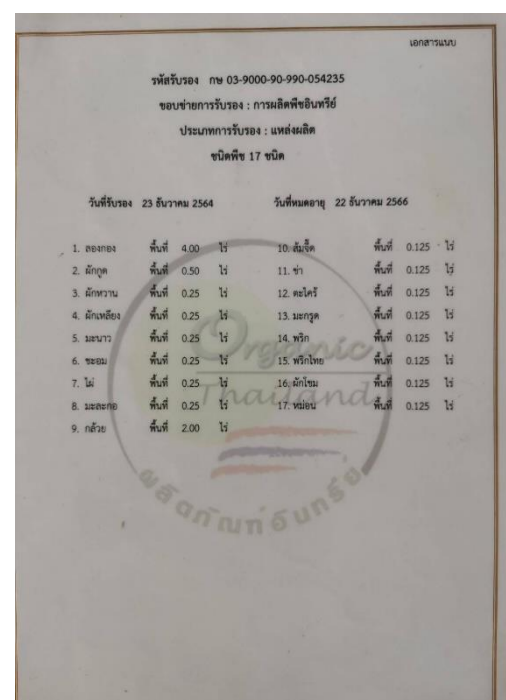 เอกสารแนบ
รหัสรับรอง กษ 03-9000-90-990-054235
ขอบข่ายการรับรอง : การผลิตพืชอินทรีย์
ประเภทการรับรอง : แหล่งผลิต
ชนิดพืช 17 ชนิด
วันที่รับรอง 23 ธันวาคม 2564 วันที่หมดอายุ 22 ธันวาคม 2566
1. ลองกอง พื้นที่ 4.00 ไร่
2. ผักกูด พื้นที่ 0.50 ไร่
3. ผักหวาน พื้นที่ 0.25 ไร่
4. ผักเหลียง พื้นที่ 0.25 ไร่
5. มะนาว พื้นที่ 0.25 ไร่
6. ชะอม พื้นที่ 0.25 ไร่
7. ไผ่ พื้นที่ 0.25 ไร่
8. มะละกอ พื้นที่ 0.25 ไร่
9. กล้วย พื้นที่ 2.00 ไร่
10. ส้มจี๊ด พื้นที่ 0.125 ไร่
11. ข่า พื้นที่ 0.125 ไร่
12. ตะไคร้ พื้นที่ 0.125 ไร่
13. มะกรูด พื้นที่ 0.125 ไร่
14. พริก พื้นที่ 0.125 ไร่
15. พริกไทย พื้นที่ 0.125 ไร่
16. ผักโขม พื้นที่ 0.125 ไร่
17. หม่อน พื้นที่ 0.125 ไร่
Organic
Thailand
ผลิตภัณฑ์อินทรีย์